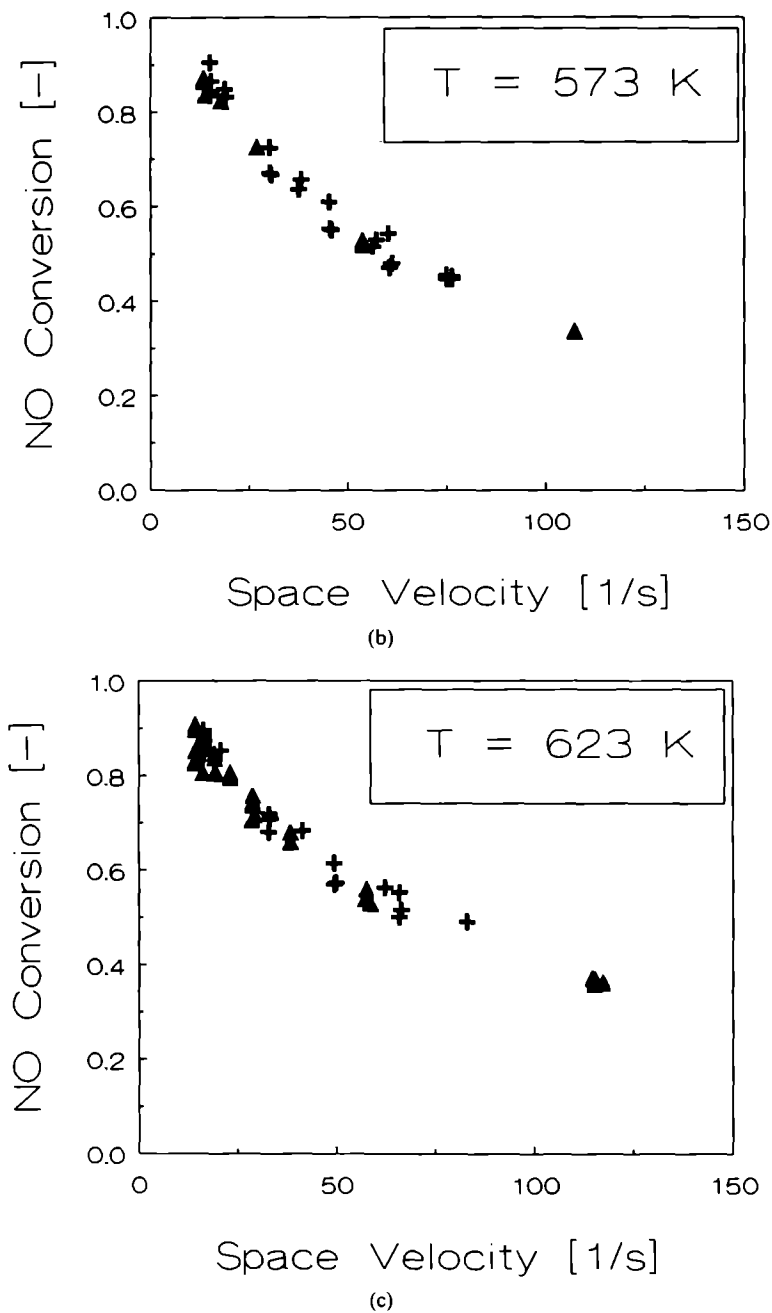 1.0
T = 573 K
0.8
0.6
0.4
0.2
0.0
NO Conversion [−]
0 50 100 150
Space Velocity [1/s]
(b)
1.0
T = 623 K
0.8
0.6
0.4
0.2
0.0
NO Conversion [−]
0 50 100 150
Space Velocity [1/s]
(c)